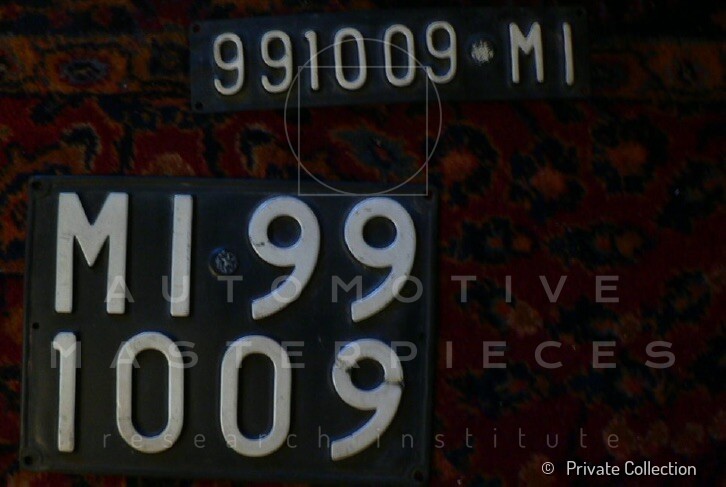 991009 MI
MI 99
1009
AUTOMOTIVE
MASTERPIECES
research institute
© Private Collection